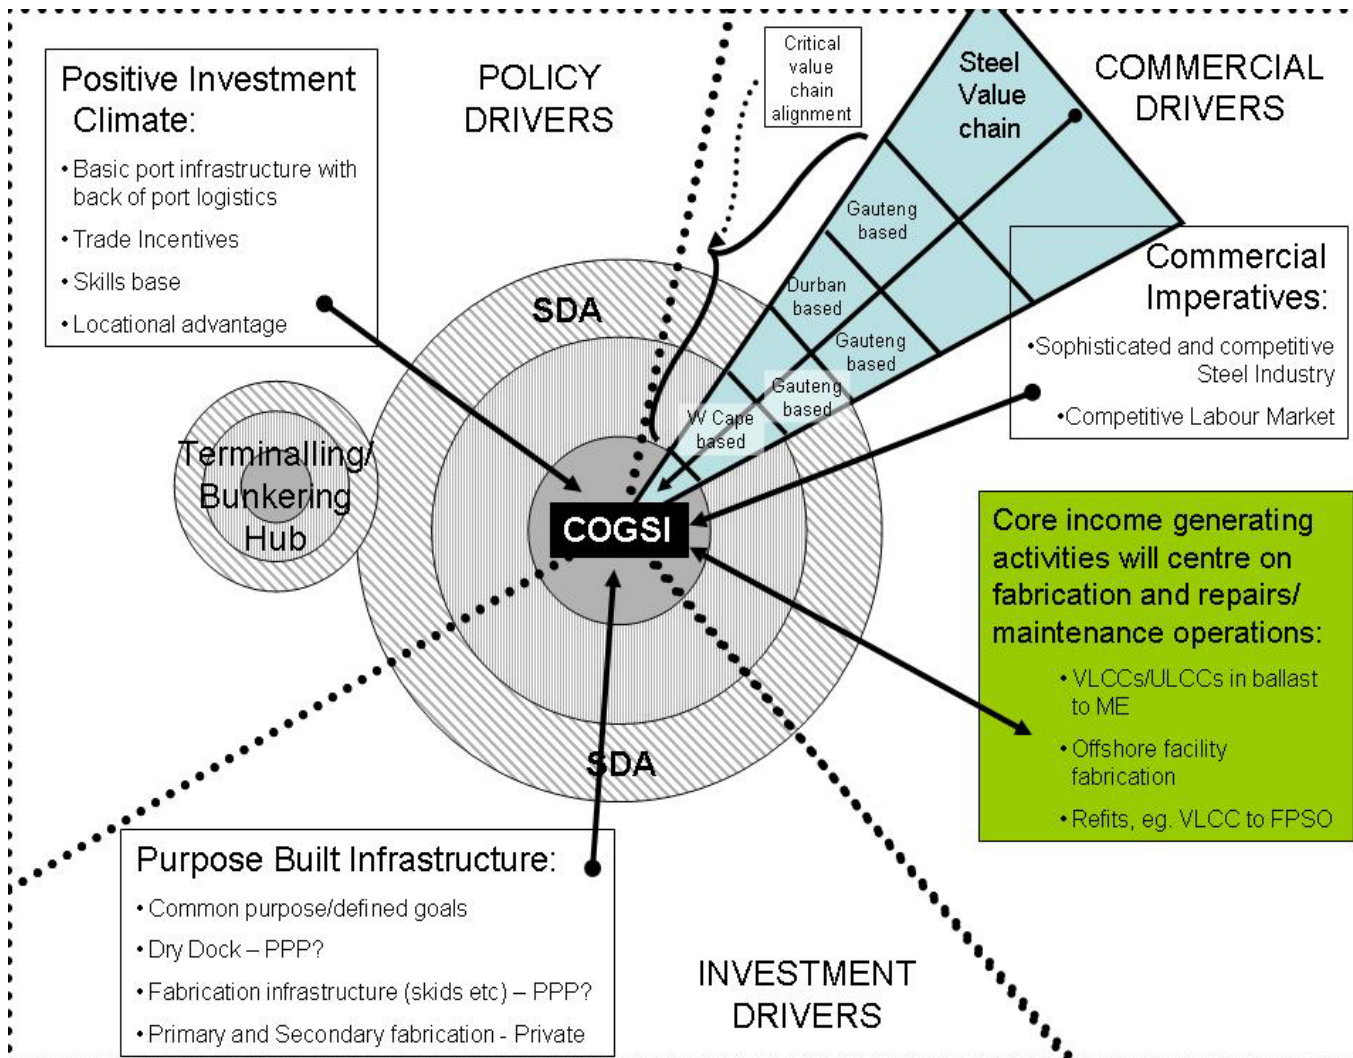 Positive Investment
Climate:
• Basic port infrastructure with
back of port logistics
• Trade Incentives
• Skills base
• Locational advantage
POLICY
DRIVERS
Critical
value
chain
alignment
Steel
Value
chain
COMMERCIAL
DRIVERS
Gauteng
based
Durban
based
Gauteng
based
Gauteng
based
W Cape
based
Commercial
Imperatives:
•Sophisticated and competitive
Steel Industry
•Competitive Labour Market
SDA
Terminalling/
Bunkering
Hub
COGSI
SDA
Core income generating
activities will centre on
fabrication and repairs/
maintenance operations:
• VLCCs/ULCCs in ballast
to ME
• Offshore facility
fabrication
• Refits, eg. VLCC to FPSO
Purpose Built Infrastructure:
• Common purpose/defined goals
• Dry Dock – PPP?
• Fabrication infrastructure (skids etc) – PPP?
• Primary and Secondary fabrication - Private
INVESTMENT
DRIVERS